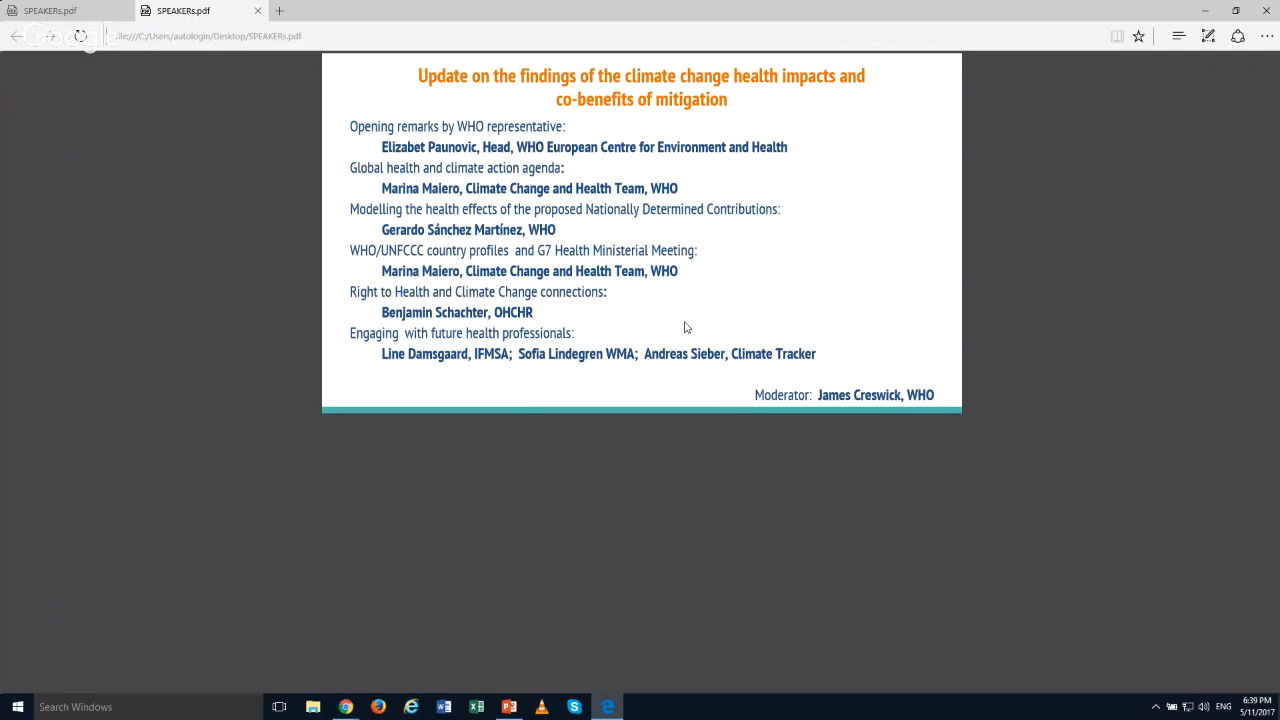 SPEAKERs.pdf
SPEAKERs.pdf
file:///C:/Users/autologin/Desktop/SPEAKERs.pdf
Update on the findings of the climate change health impacts and
co-benefits of mitigation
Opening remarks by WHO representative:
Elizabet Paunovic, Head, WHO European Centre for Environment and Health
Global health and climate action agenda:
Marina Maiero, Climate Change and Health Team, WHO
Modelling the health effects of the proposed Nationally Determined Contributions:
Gerardo Sánchez Martínez, WHO
WHO/UNFCCC country profiles and G7 Health Ministerial Meeting:
Marina Maiero, Climate Change and Health Team, WHO
Right to Health and Climate Change connections:
Benjamin Schachter, OHCHR
Engaging with future health professionals:
Line Damsgaard, IFMSA; Sofia Lindegren WMA; Andreas Sieber, Climate Tracker
Moderator: James Creswick, WHO
Search Windows
ENG
6:39 PM
5/11/2017